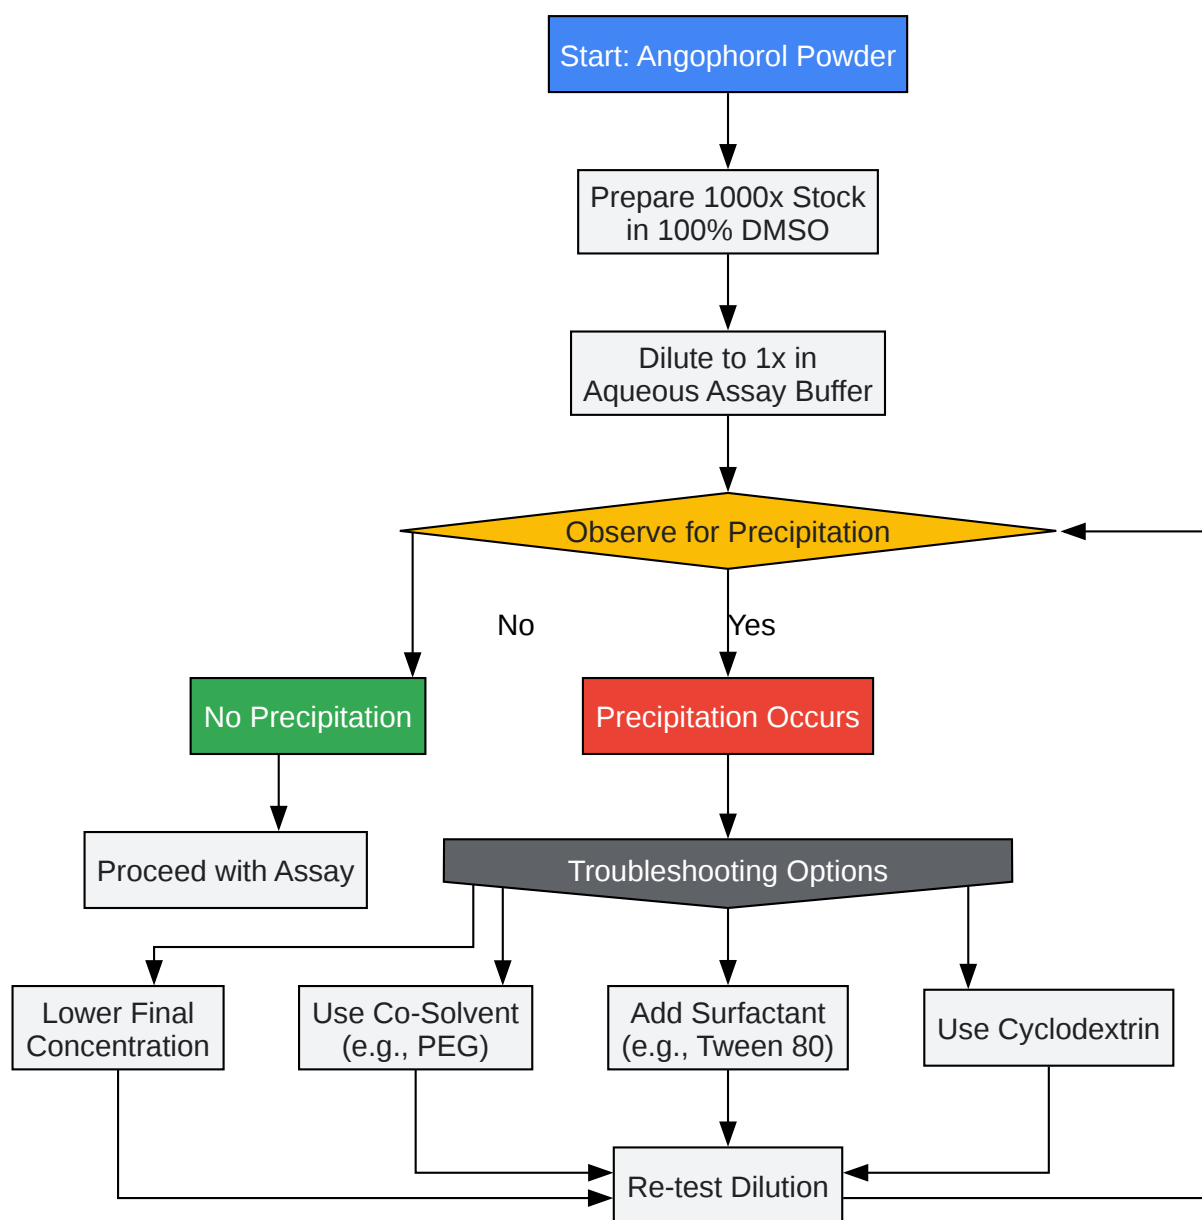 Start: Angophorol Powder
Prepare 1000x Stock
in 100% DMSO
Dilute to 1x in
Aqueous Assay Buffer
Observe for Precipitation
No
Yes
No Precipitation
Precipitation Occurs
Proceed with Assay
Troubleshooting Options
Lower Final
Concentration
Use Co-Solvent
(e.g., PEG)
Add Surfactant
(e.g., Tween 80)
Use Cyclodextrin
Re-test Dilution